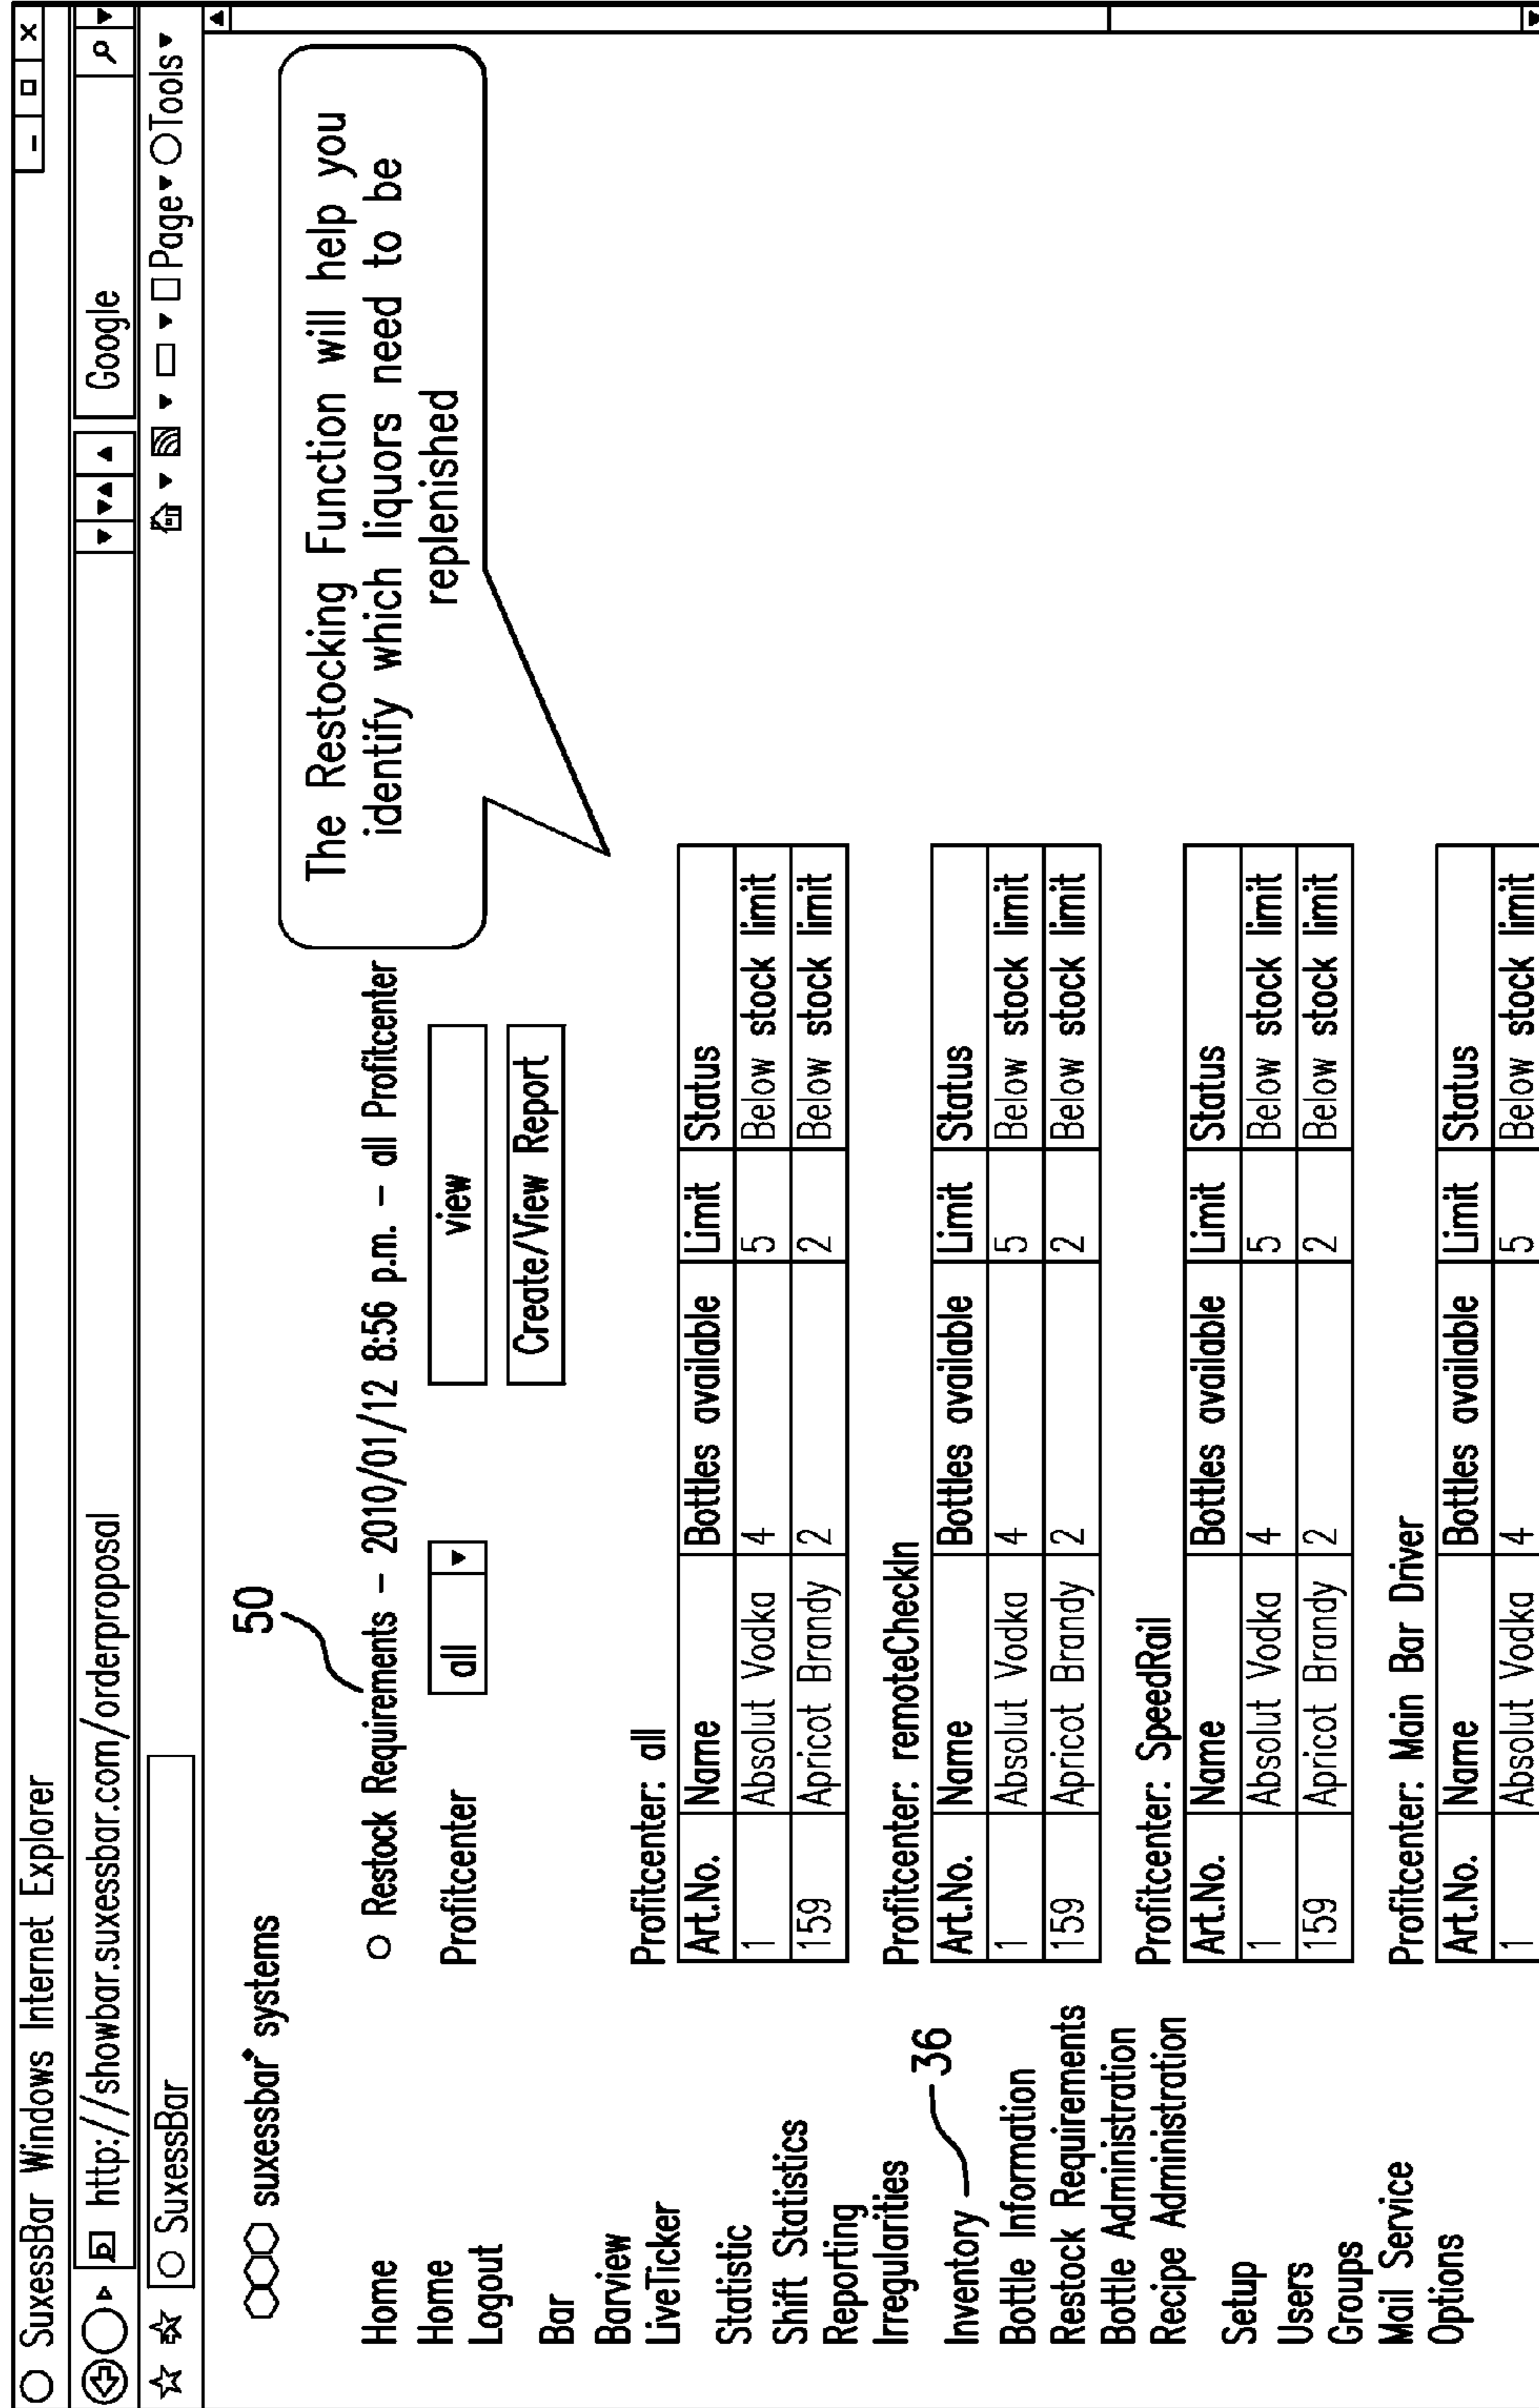 SuxessBar Windows Internet Explorer
http://showbar.suxessbar.com/orderproposal
Google
SuxessBar
Page
Tools
suxessbar systems
The Restocking Function will help you
identify which liquors need to be
replenished
50
Restock Requirements – 2010/01/12 8:56 p.m. – all Profitcenter
Profitcenter
all
view
Create/View Report
Home
Home
Logout
Bar
Barview
LiveTicker
Statistic
Shift Statistics
Reporting
Irregularities
Inventory
36
Bottle Information
Restock Requirements
Bottle Administration
Recipe Administration
Setup
Users
Groups
Mail Service
Options
Profitcenter: all
Art.No. Name Bottles available Limit Status
1 Absolut Vodka 4 5 Below stock limit
159 Apricot Brandy 2 2 Below stock limit
Profitcenter: remoteCheckIn
Art.No. Name Bottles available Limit Status
1 Absolut Vodka 4 5 Below stock limit
159 Apricot Brandy 2 2 Below stock limit
Profitcenter: SpeedRail
Art.No. Name Bottles available Limit Status
1 Absolut Vodka 4 5 Below stock limit
159 Apricot Brandy 2 2 Below stock limit
Profitcenter: Main Bar Driver
Art.No. Name Bottles available Limit Status
1 Absolut Vodka 4 5 Below stock limit